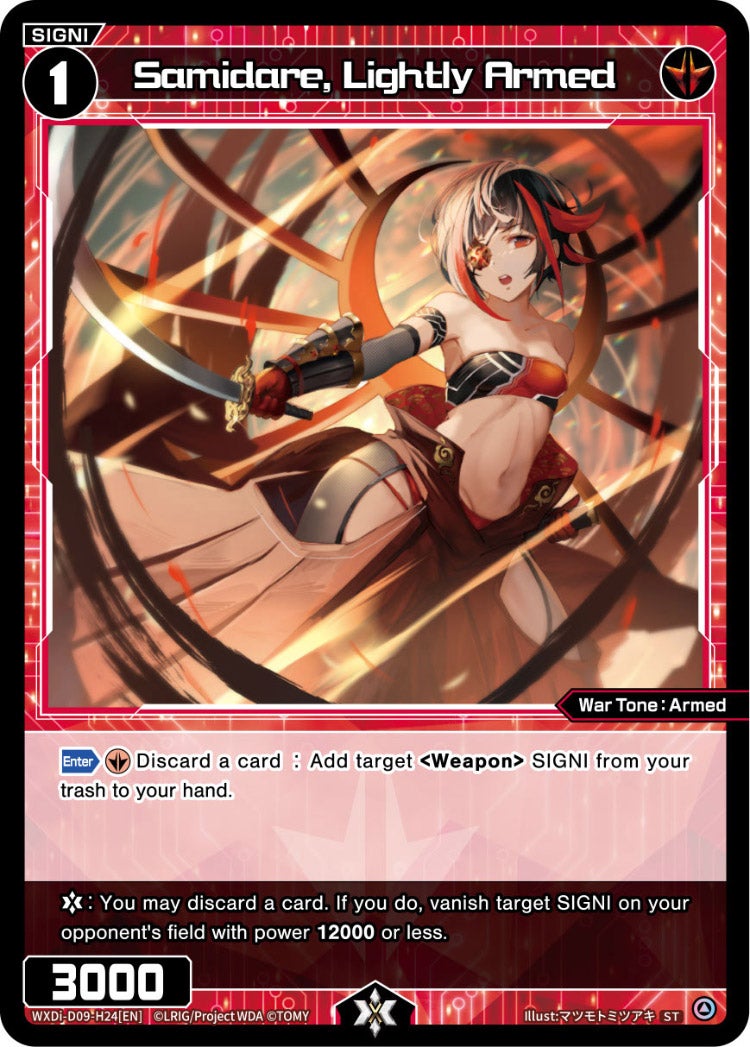 SIGNI
1
Samidare, Lightly Armed
War Tone : Armed
Enter Discard a card : Add target <Weapon> SIGNI from your
trash to your hand.
: You may discard a card. If you do, vanish target SIGNI on your
opponent's field with power 12000 or less.
3000
WXDi-D09-H24[EN] ©LRIG/Project WDA ©TOMY
Illust:マツモトミツアキ ST